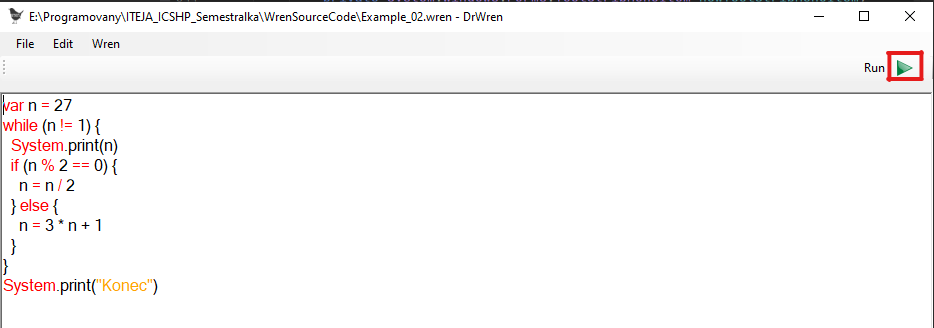 E:\Programovany\ITEJA_ICSHP_Semestralka\WrenSourceCode\Example_02.wren - DrWren
File Edit Wren
Run
var n = 27
while (n != 1) {
  System.print(n)
  if (n % 2 == 0) {
    n = n / 2
  } else {
    n = 3 * n + 1
  }
}
System.print("Konec")